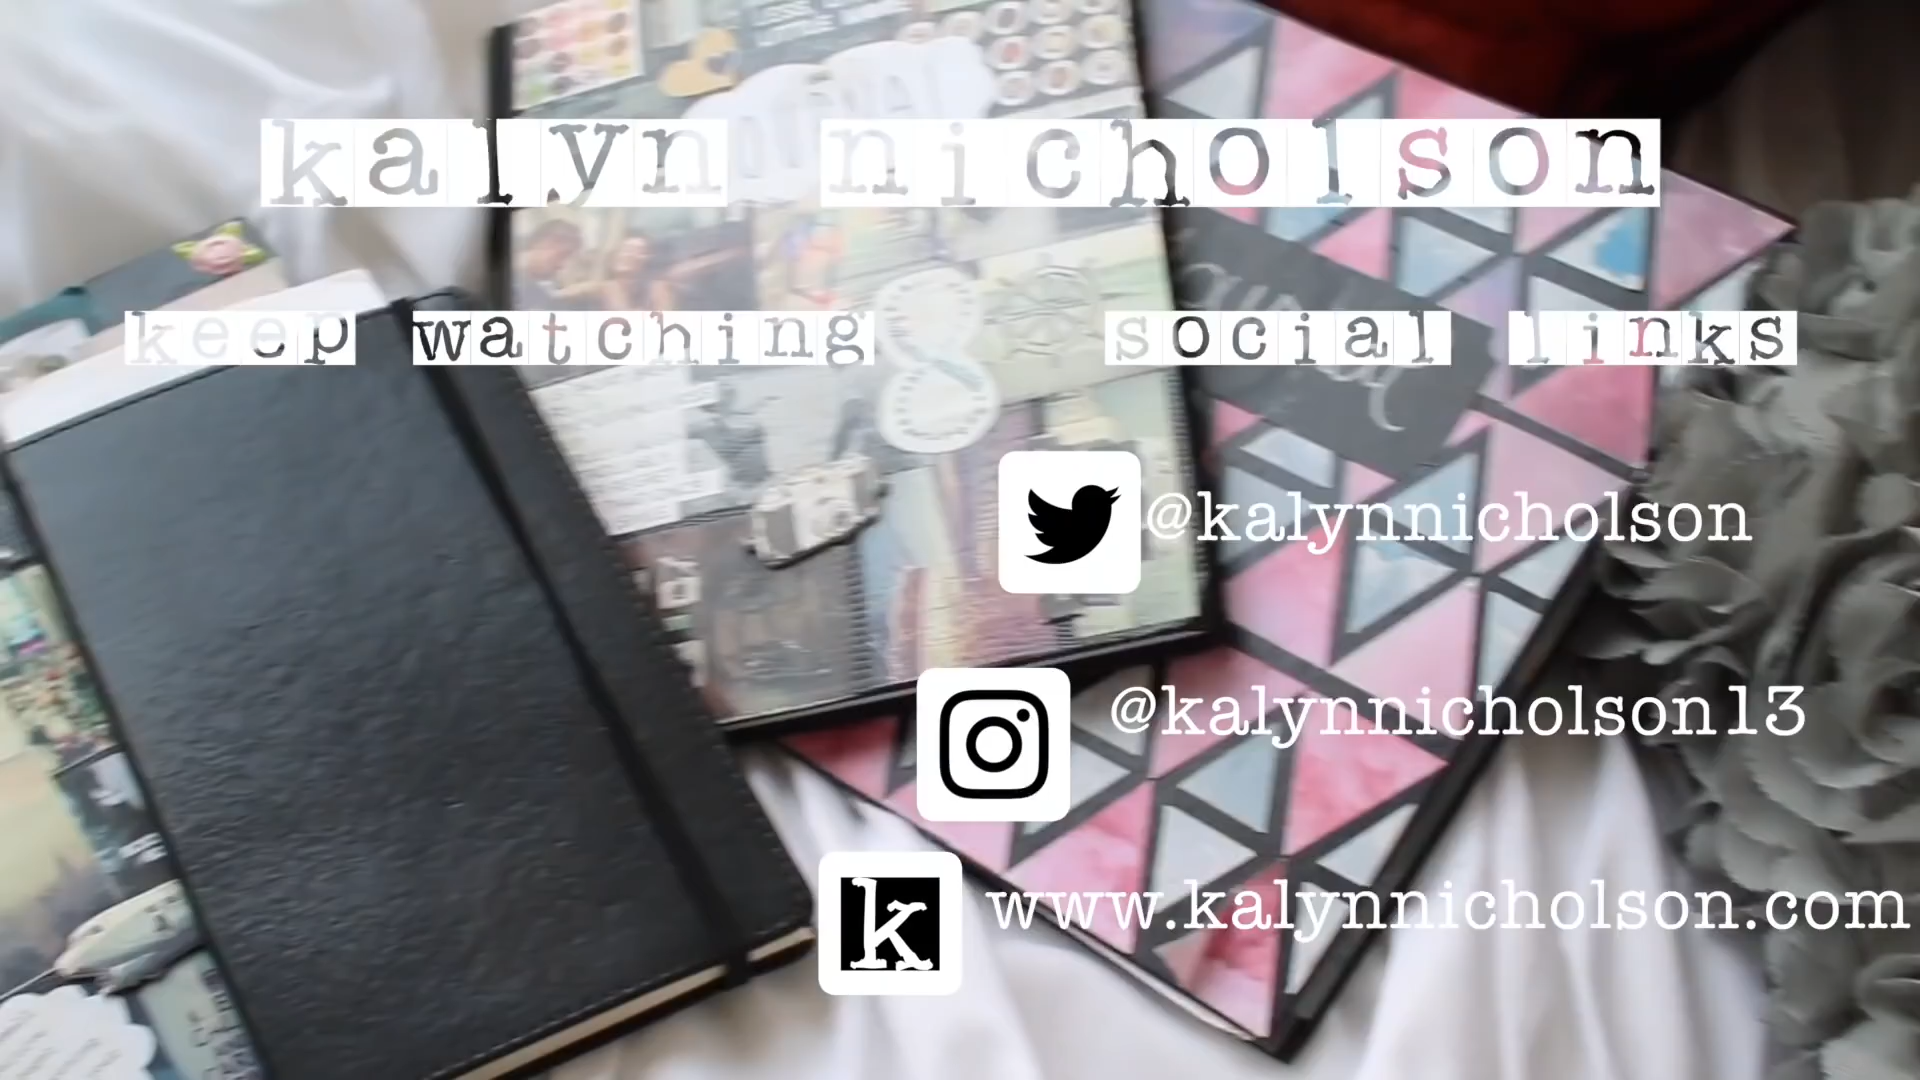 kalyn nicholson
keep watching
social links
@kalynnicholson
@kalynnicholson13
k
www.kalynnicholson.com